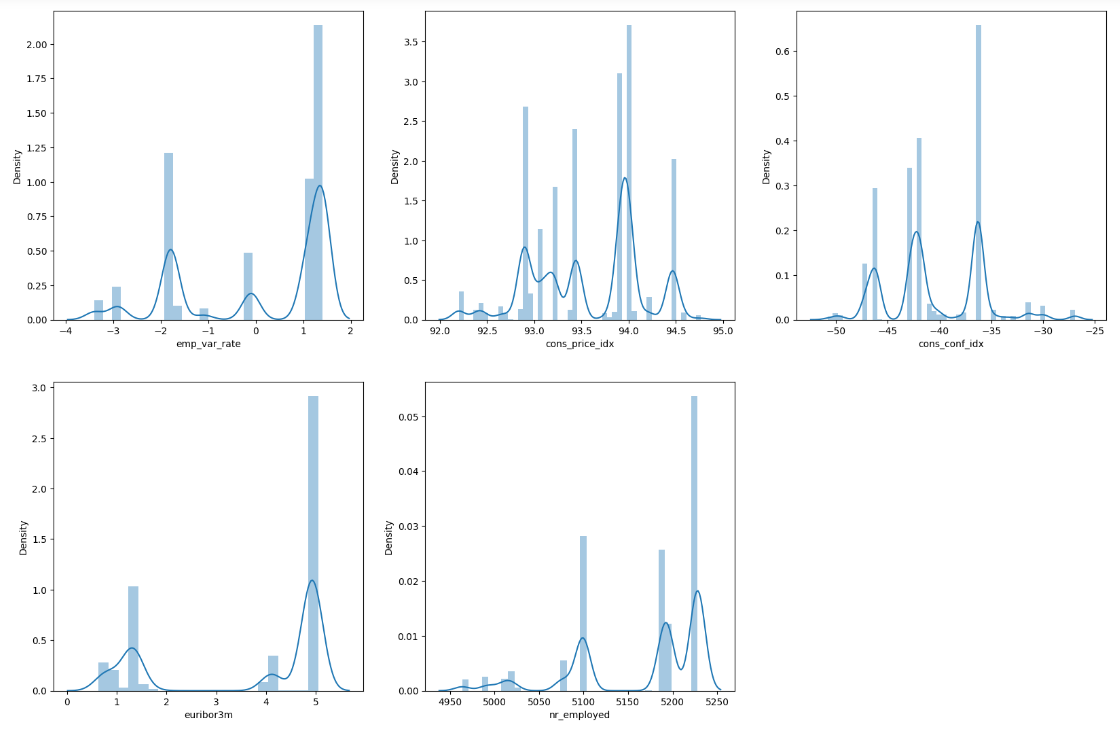 2.00
1.75
1.50
1.25
1.00
0.75
0.50
0.25
0.00
Density
−4 −3 −2 −1 0 1 2
emp_var_rate
3.5
3.0
2.5
2.0
1.5
1.0
0.5
0.0
Density
92.0 92.5 93.0 93.5 94.0 94.5 95.0
cons_price_idx
0.6
0.5
0.4
0.3
0.2
0.1
0.0
Density
−50 −45 −40 −35 −30 −25
cons_conf_idx
3.0
2.5
2.0
1.5
1.0
0.5
0.0
Density
0 1 2 3 4 5
euribor3m
0.05
0.04
0.03
0.02
0.01
0.00
Density
4950 5000 5050 5100 5150 5200 5250
nr_employed